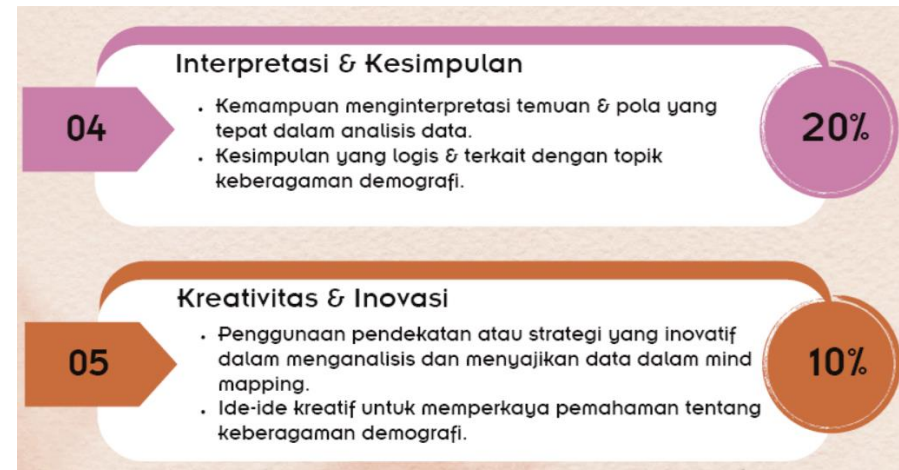 Interpretasi & Kesimpulan
04
• Kemampuan menginterpretasi temuan & pola yang
tepat dalam analisis data.
• Kesimpulan yang logis & terkait dengan topik
keberagaman demografi.
20%
Kreativitas & Inovasi
05
• Penggunaan pendekatan atau strategi yang inovatif
dalam menganalisis dan menyajikan data dalam mind
mapping.
• Ide-ide kreatif untuk memperkaya pemahaman tentang
keberagaman demografi.
10%